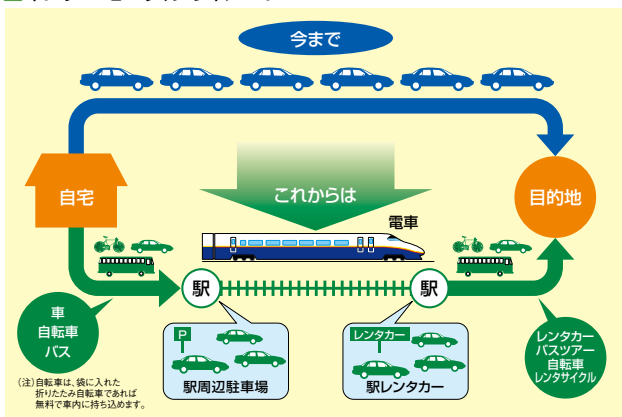 今まで
自宅
これからは
目的地
電車
駅
駅
車
自転車
バス
P
駅周辺駐車場
レンタカー
駅レンタカー
レンタカー
バスツアー
自転車
レンタサイクル
(注)自転車は、袋に入れた
折りたたみ自転車であれば
無料で車内に持ち込めます。